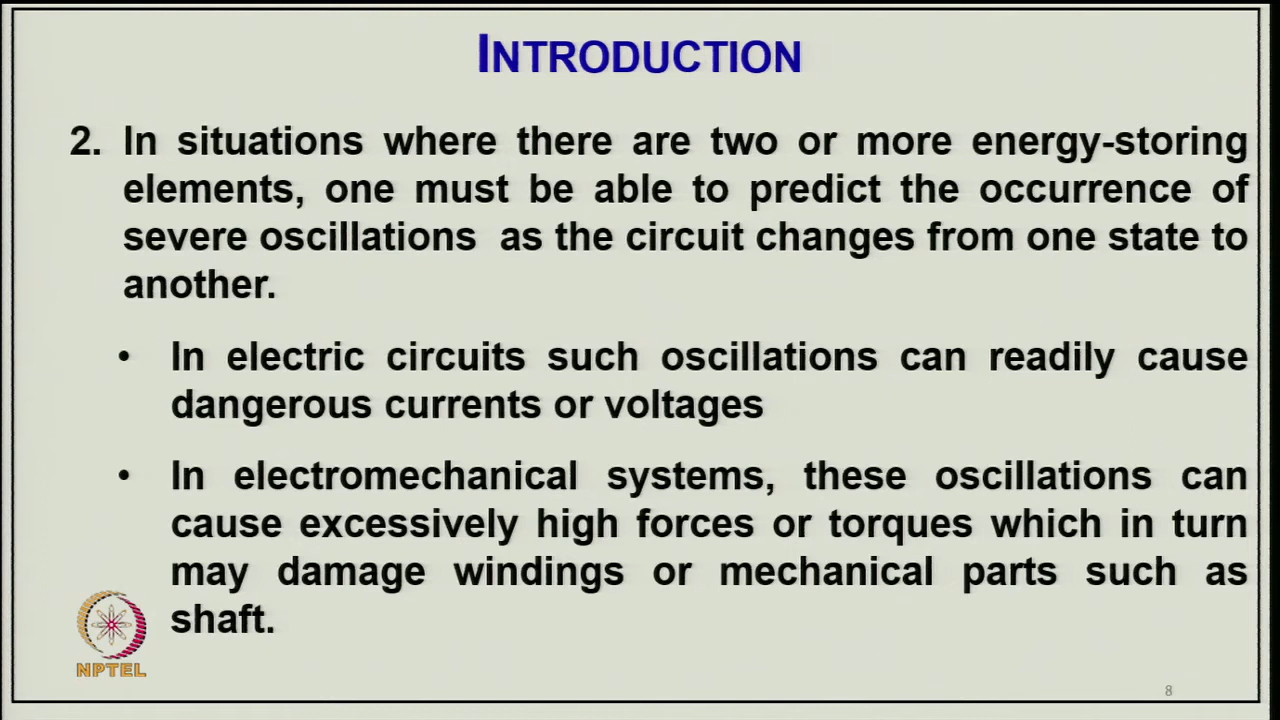 INTRODUCTION
2. In situations where there are two or more energy-storing
elements, one must be able to predict the occurrence of
severe oscillations as the circuit changes from one state to
another.
• In electric circuits such oscillations can readily cause
dangerous currents or voltages
• In electromechanical systems, these oscillations can
cause excessively high forces or torques which in turn
may damage windings or mechanical parts such as
shaft.
NPTEL
8